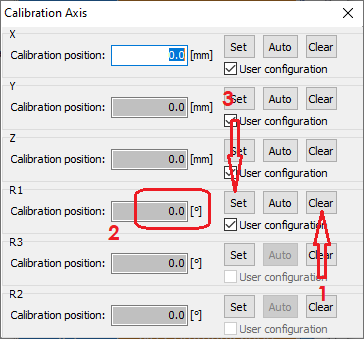 Calibration Axis
X
Calibration position: 0.0 [mm] Set Auto Clear
User configuration
Y
Calibration position: 0.0 [mm] Set Auto Clear
3
User configuration
Z
Calibration position: 0.0 [mm] Set Auto Clear
User configuration
R1
Calibration position: 0.0 [°] Set Auto Clear
2
User configuration
R3
Calibration position: 0.0 [°] Set Auto Clear
User configuration
1
R2
Calibration position: 0.0 [°] Set Auto Clear
User configuration